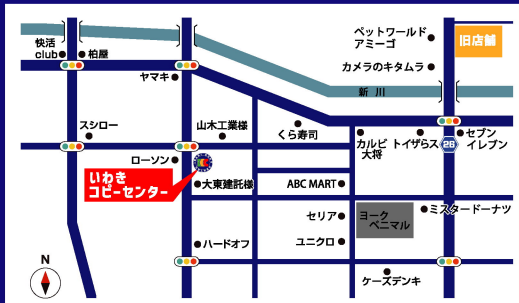 ペットワールド
アミーゴ
旧店舗
快活
club
柏屋
カメラのキタムラ
ヤマキ
新川
スシロー
山木工業様
くら寿司
カルビ
大将
トイザらス
26
セブン
イレブン
ローソン
いわき
コピーセンター
大東建託様
ABC MART
セリア
ヨーク
ベニマル
ミスタードーナツ
ハードオフ
ユニクロ
ケーズデンキ
N